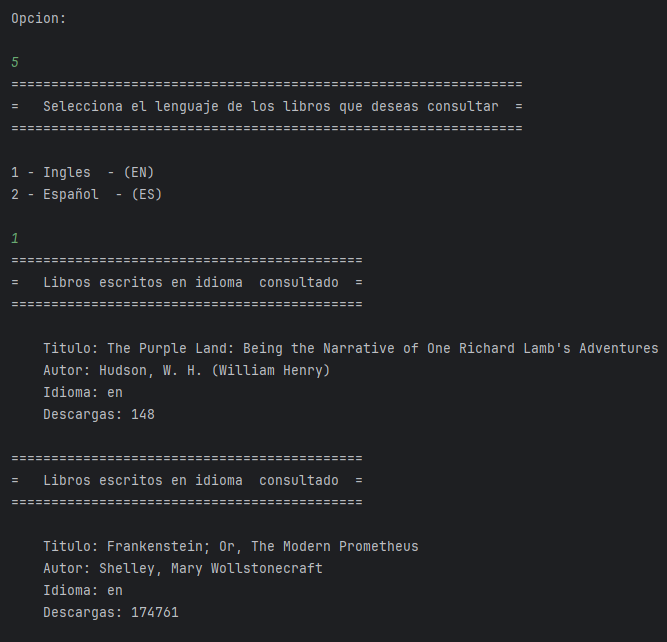 Opcion:
5
================================================================
=   Selecciona el lenguaje de los libros que deseas consultar  =
================================================================
1 - Ingles  - (EN)
2 - Español  - (ES)
1
============================================
=   Libros escritos en idioma  consultado  =
============================================
Titulo: The Purple Land: Being the Narrative of One Richard Lamb's Adventures
Autor: Hudson, W. H. (William Henry)
Idioma: en
Descargas: 148
============================================
=   Libros escritos en idioma  consultado  =
============================================
Titulo: Frankenstein; Or, The Modern Prometheus
Autor: Shelley, Mary Wollstonecraft
Idioma: en
Descargas: 174761